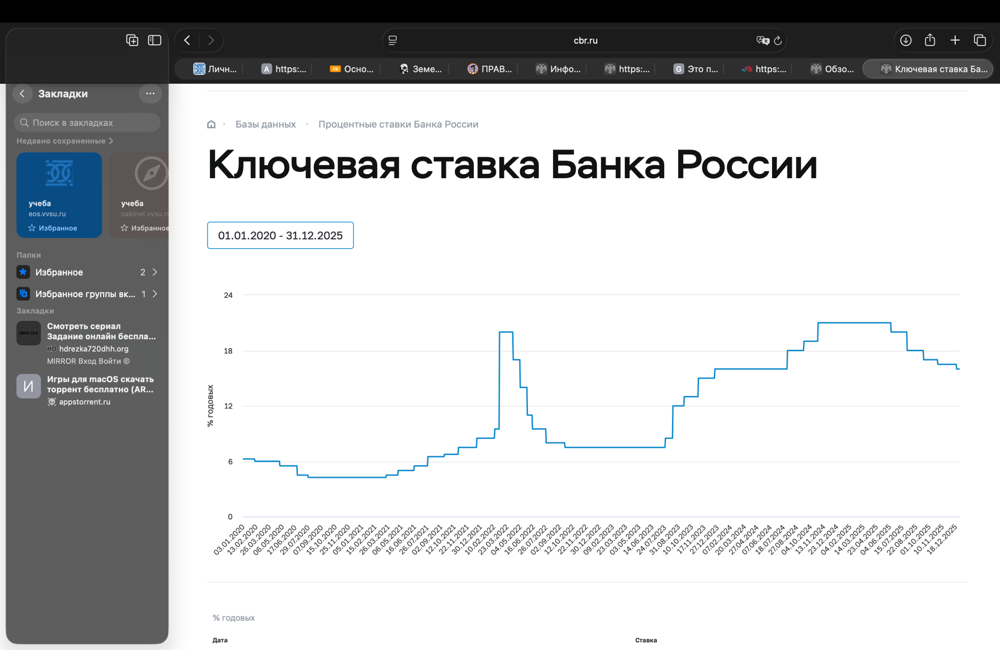 cbr.ru
Личн...
A https:...
lib Осно...
Земе...
ПРАВ...
Инфо...
https:...
G Это п...
https:...
Обзо...
Ключевая ставка Ба...
Закладки
Поиск в закладках
Недавно сохраненные
учеба
eos.vvsu.ru
Избранное
учеба
cabinet.vvsu.ru
Избранное
Папки
Избранное 2
Избранное группы вк... 1
Закладки
HDREZKA
Смотреть сериал
Задание онлайн беспла...
HD hdrezka720dhh.org
MIRROR Вход Войти ©
И
Игры для macOS скачать
торрент бесплатно (AR...
appstorrent.ru
Базы данных
Процентные ставки Банка России
Ключевая ставка Банка России
01.01.2020 - 31.12.2025
24
18
12
6
0
% годовых
03.01.2020
13.02.2020
26.03.2020
06.05.2020
17.06.2020
29.07.2020
07.09.2020
15.10.2020
25.11.2020
05.01.2021
15.02.2021
26.03.2021
06.05.2021
16.06.2021
26.07.2021
02.09.2021
12.10.2021
22.11.2021
30.12.2021
10.02.2022
23.03.2022
04.05.2022
16.06.2022
26.07.2022
02.09.2022
12.10.2022
22.11.2022
30.12.2022
09.02.2023
23.03.2023
03.05.2023
14.06.2023
24.07.2023
31.08.2023
10.10.2023
17.11.2023
27.12.2023
07.02.2024
20.03.2024
27.04.2024
07.06.2024
18.07.2024
27.08.2024
04.10.2024
13.11.2024
23.12.2024
04.02.2025
14.03.2025
23.04.2025
04.06.2025
15.07.2025
22.08.2025
01.10.2025
10.11.2025
18.12.2025
% годовых
Дата
Ставка